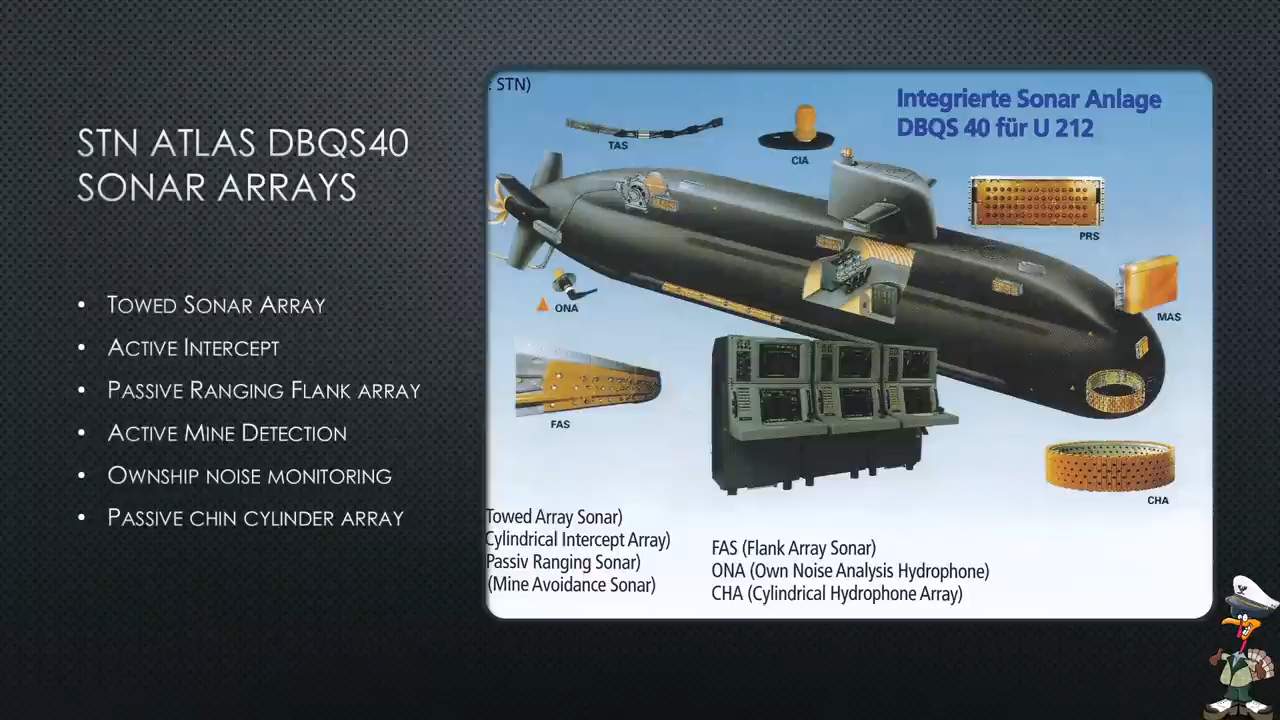 STN ATLAS DBQS40
SONAR ARRAYS
• TOWED SONAR ARRAY
• ACTIVE INTERCEPT
• PASSIVE RANGING FLANK ARRAY
• ACTIVE MINE DETECTION
• OWNSHIP NOISE MONITORING
• PASSIVE CHIN CYLINDER ARRAY
: STN)
Integrierte Sonar Anlage
DBQS 40 für U 212
TAS
CIA
PRS
MAS
ONA
FAS
CHA
Towed Array Sonar)
Cylindrical Intercept Array)
Passiv Ranging Sonar)
(Mine Avoidance Sonar)
FAS (Flank Array Sonar)
ONA (Own Noise Analysis Hydrophone)
CHA (Cylindrical Hydrophone Array)